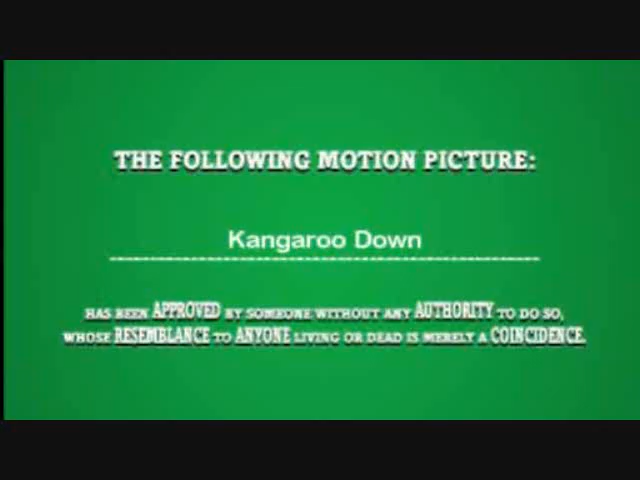 THE FOLLOWING MOTION PICTURE:
Kangaroo Down
HAS BEEN APPROVED BY SOMEONE WITHOUT ANY AUTHORITY TO DO SO,
WHOSE RESEMBLANCE TO ANYONE LIVING OR DEAD IS MERELY A COINCIDENCE.